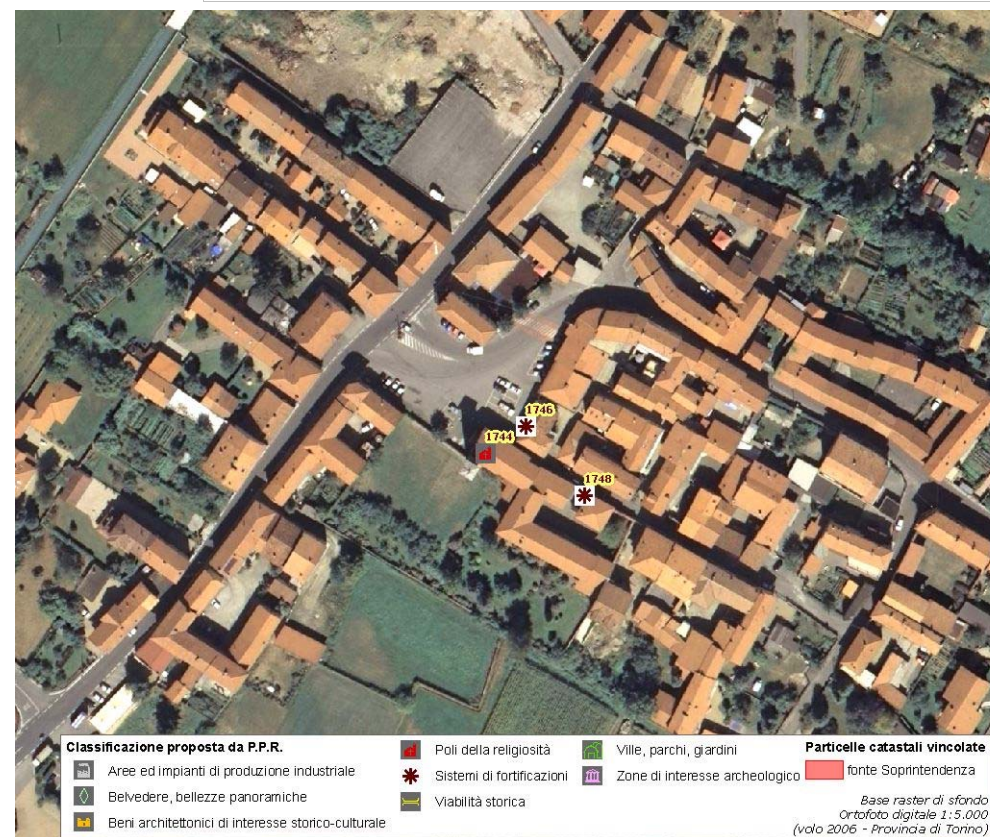 1746
1744
1748
Classificazione proposta da P.P.R.
Aree ed impianti di produzione industriale
Belvedere, bellezze panoramiche
Beni architettonici di interesse storico-culturale
Poli della religiosità
Sistemi di fortificazioni
Viabilità storica
Ville, parchi, giardini
Zone di interesse archeologico
Particelle catastali vincolate
fonte Soprintendenza
Base raster di sfondo
Ortofoto digitale 1:5.000
(volo 2006 - Provincia di Torino)